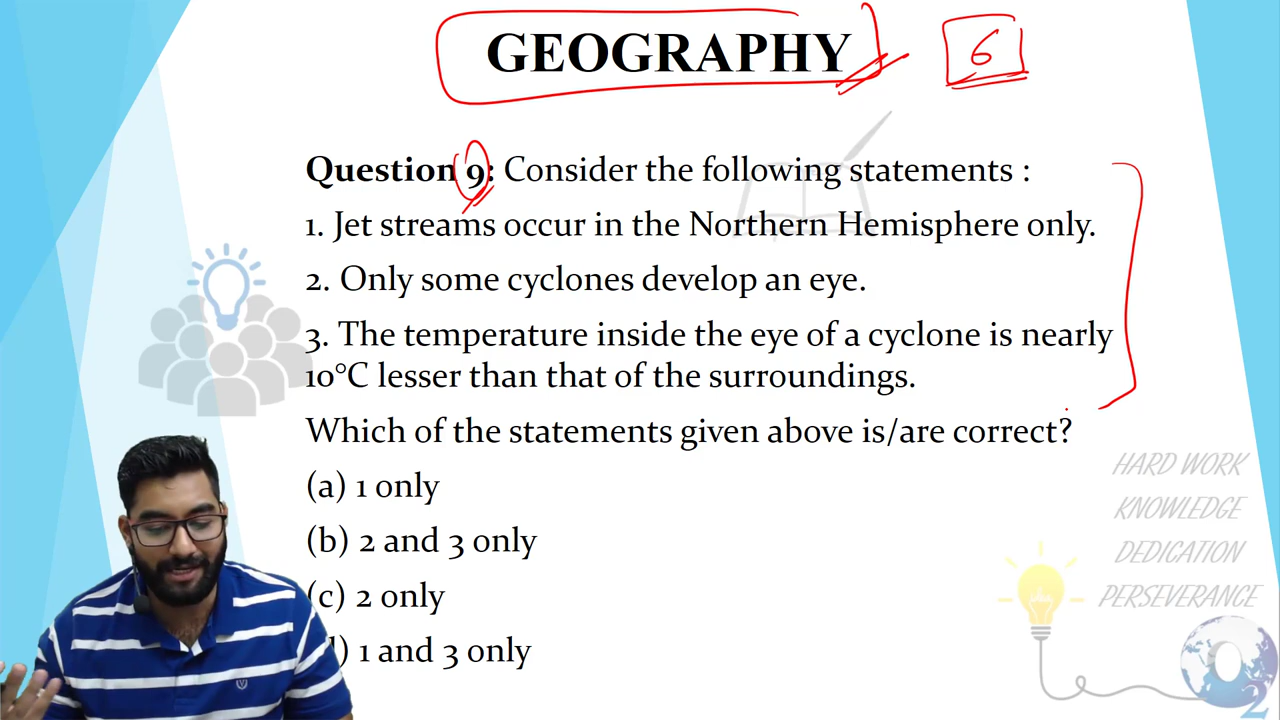 GEOGRAPHY
6
Question 9: Consider the following statements :
1. Jet streams occur in the Northern Hemisphere only.
2. Only some cyclones develop an eye.
3. The temperature inside the eye of a cyclone is nearly
10°C lesser than that of the surroundings.
Which of the statements given above is/are correct?
(a) 1 only
(b) 2 and 3 only
(c) 2 only
) 1 and 3 only
HARD WORK
KNOWLEDGE
DEDICATION
PERSEVERANCE
O2